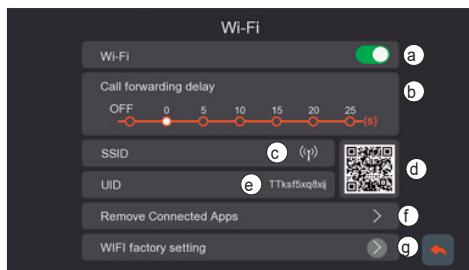 Wi-Fi
Wi-Fi a
Call forwarding delay b
OFF 0 5 10 15 20 25 (s)
SSID c
d
UID e TTksf5xq8xij
Remove Connected Apps f
WIFI factory setting g